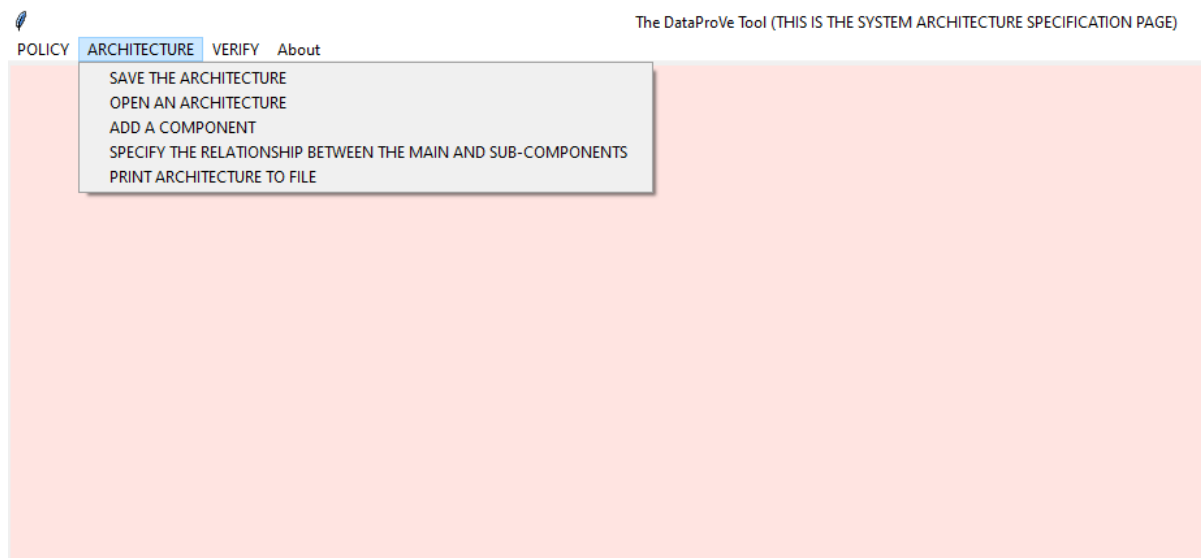 The DataProVe Tool (THIS IS THE SYSTEM ARCHITECTURE SPECIFICATION PAGE)
POLICY ARCHITECTURE VERIFY About
SAVE THE ARCHITECTURE
OPEN AN ARCHITECTURE
ADD A COMPONENT
SPECIFY THE RELATIONSHIP BETWEEN THE MAIN AND SUB-COMPONENTS
PRINT ARCHITECTURE TO FILE